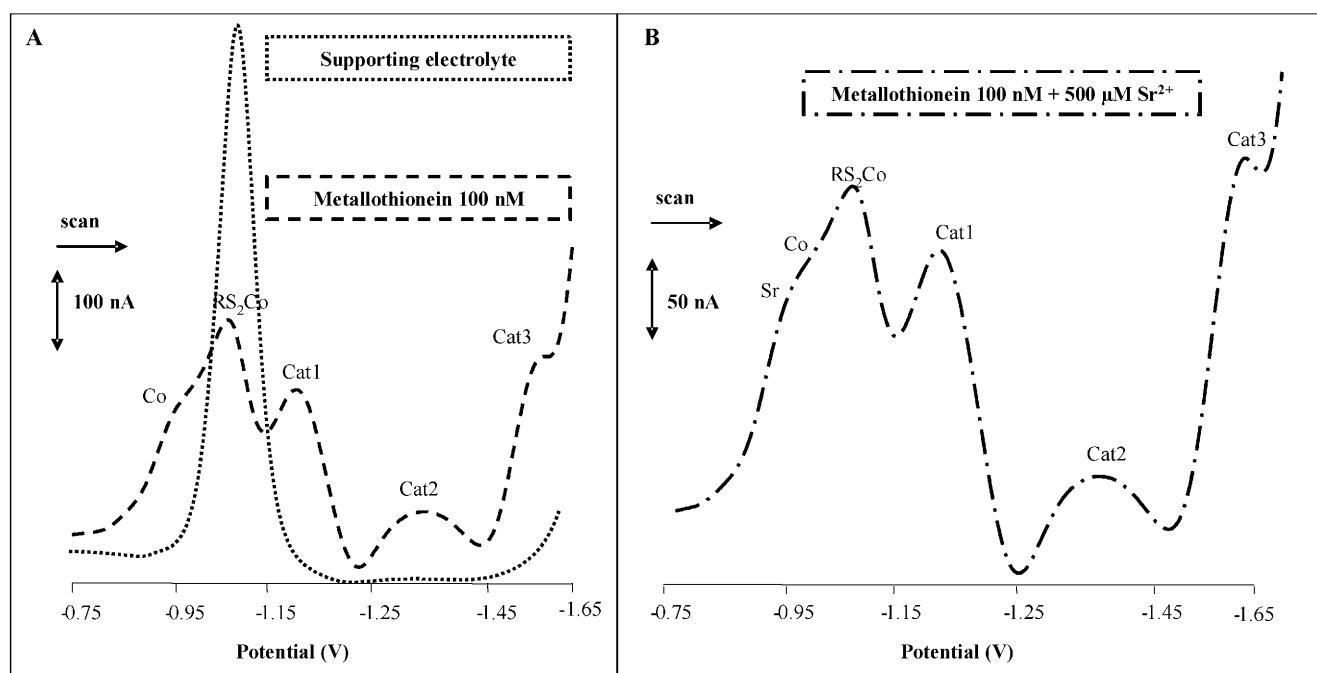 A
Supporting electrolyte
Metallothionein 100 nM
scan
100 nA
RS2Co
Co
Cat1
Cat2
Cat3
-0.75 -0.95 -1.15 -1.25 -1.45 -1.65
Potential (V)
B
Metallothionein 100 nM + 500 μM Sr2+
scan
50 nA
Sr
Co
RS2Co
Cat1
Cat2
Cat3
-0.75 -0.95 -1.15 -1.25 -1.45 -1.65
Potential (V)